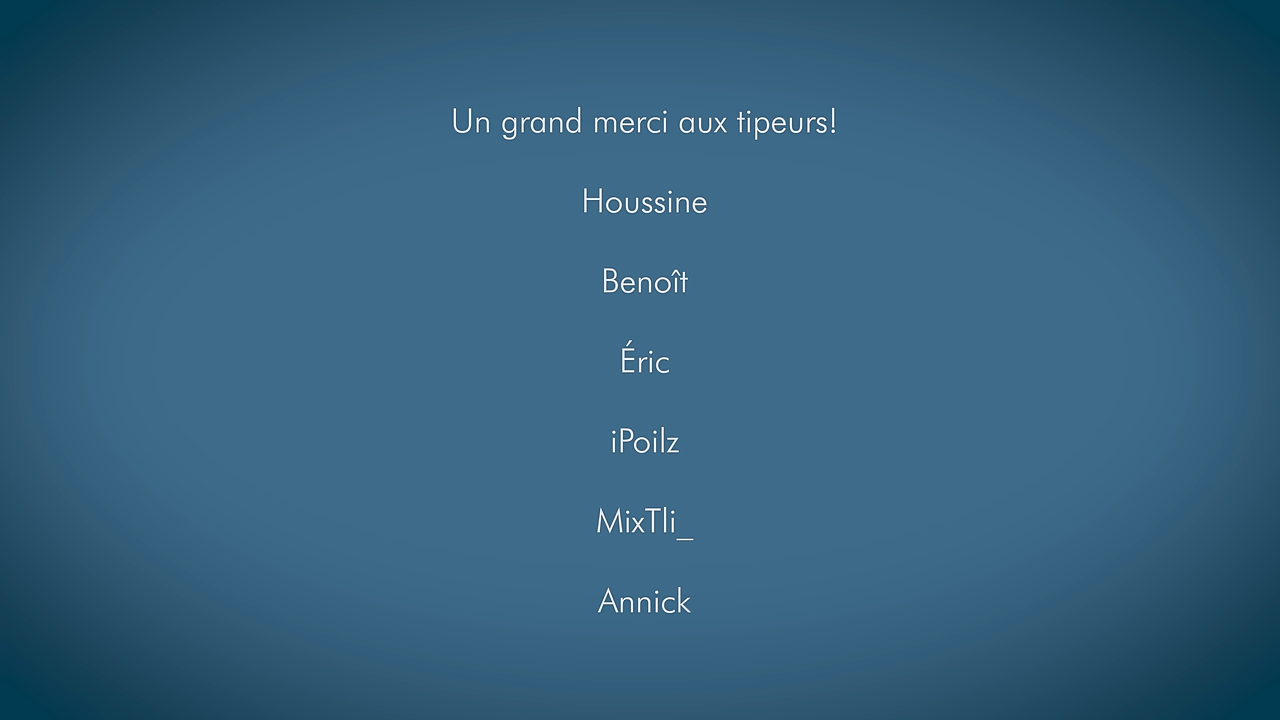 Un grand merci aux tipeurs!
Houssine
Benoît
Éric
iPoilz
MixTli_
Annick